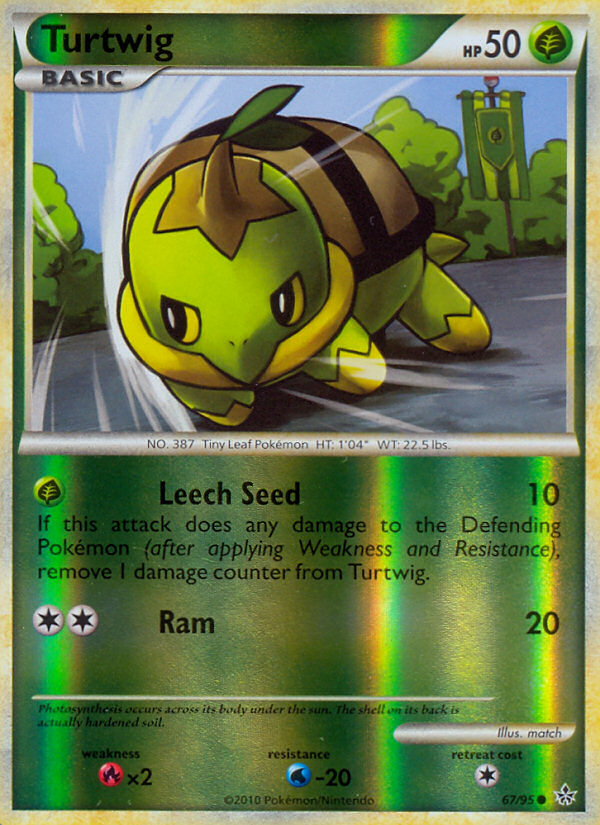 Turtwig
HP 50
BASIC
NO. 387 Tiny Leaf Pokémon HT: 1'04" WT: 22.5 lbs.
Leech Seed 10
If this attack does any damage to the Defending
Pokémon (after applying Weakness and Resistance),
remove 1 damage counter from Turtwig.
Ram 20
Photosynthesis occurs across its body under the sun. The shell on its back is
actually hardened soil.
Illus. match
weakness resistance retreat cost
×2 -20
©2010 Pokémon/Nintendo 67/95